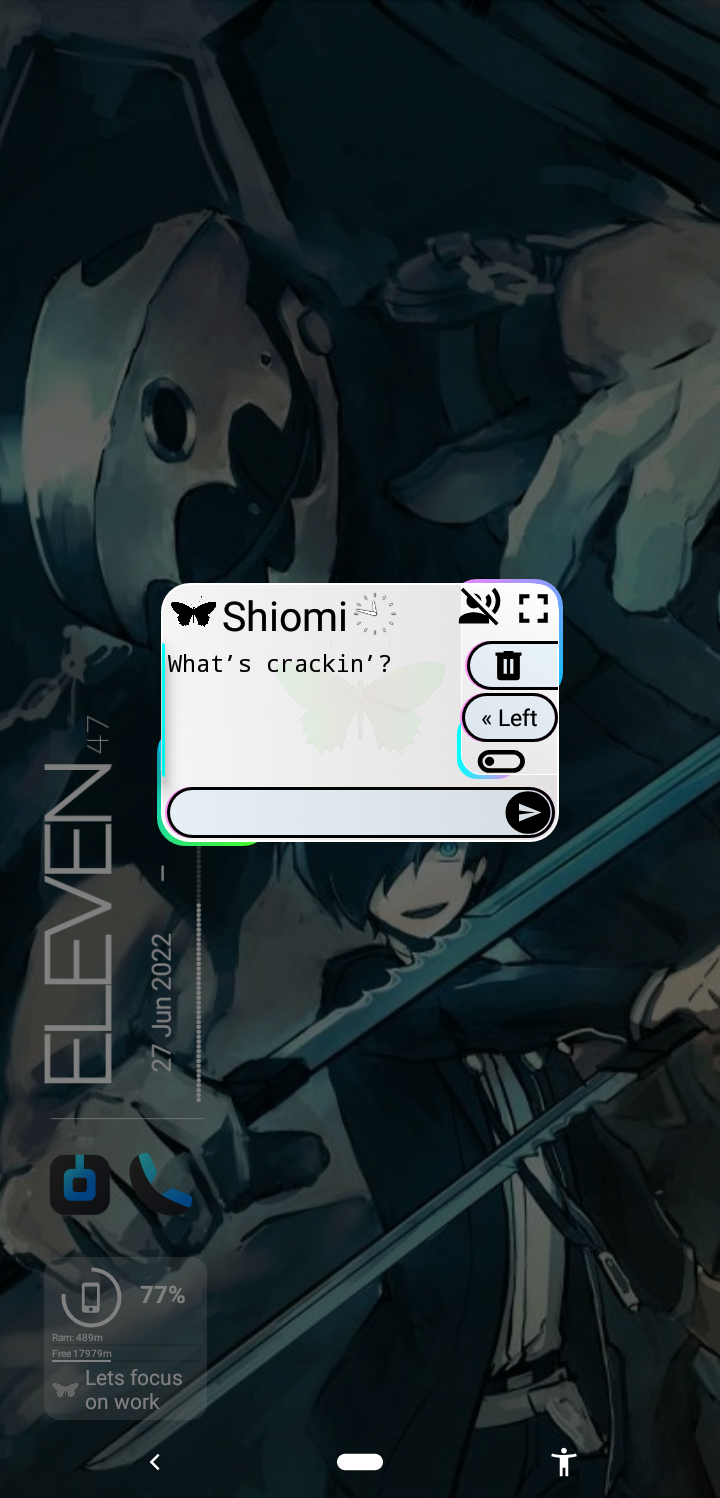 Shiomi
What’s crackin’?
« Left
ELEVEN 47
27 Jun 2022 –
77%
Ram: 489m
Free 17979m
Lets focus
on work